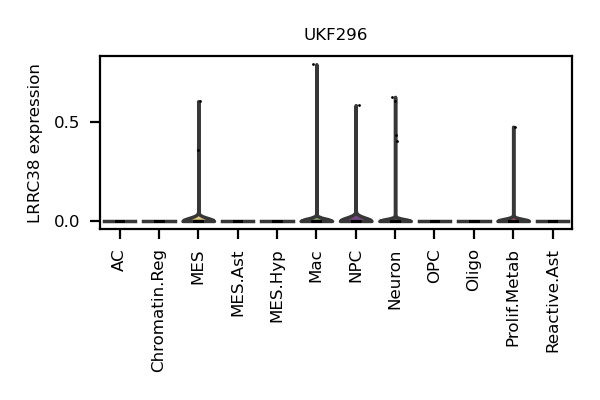 UKF296
LRRC38 expression
0.5
0.0
AC
Chromatin.Reg
MES
MES.Ast
MES.Hyp
Mac
NPC
Neuron
OPC
Oligo
Prolif.Metab
Reactive.Ast